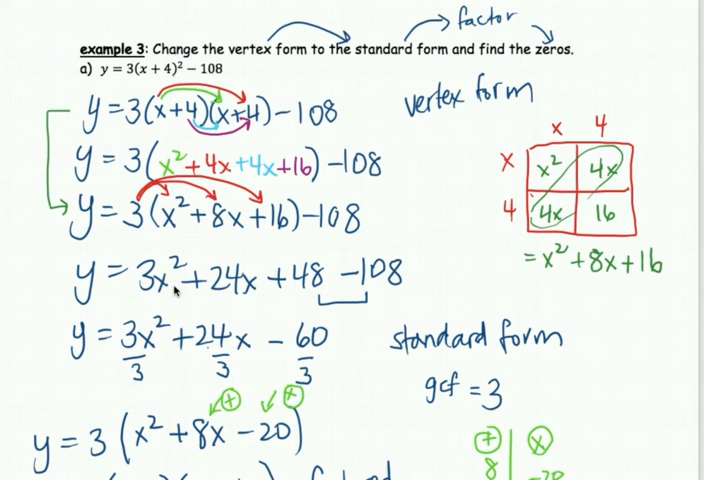 factor
example 3: Change the vertex form to the standard form and find the zeros.
a) y = 3(x + 4)² − 108
y = 3(x+4)(x+4) − 108
vertex form
y = 3(x² + 4x + 4x + 16) − 108
y = 3(x² + 8x + 16) − 108
x 4
x x² 4x
4 4x 16
= x² + 8x + 16
y = 3x² + 24x + 48 − 108
y = 3x² + 24x − 60
3 3 3
standard form
gcf = 3
+ x
y = 3(x² + 8x − 20)
+ x
8 -20